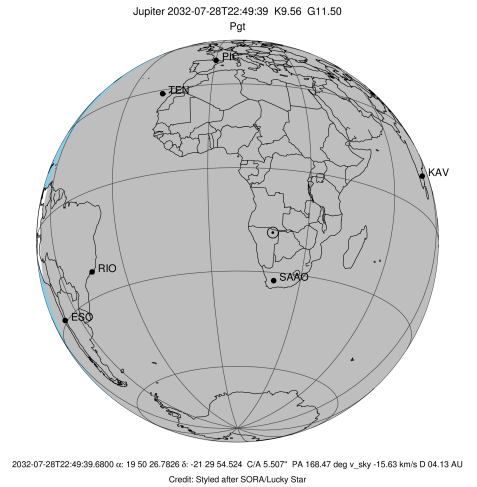 Jupiter 2032-07-28T22:49:39 K9.56 G11.50
Pgt
PIC
TEN
KAV
RIO
SAAO
ESO
2032-07-28T22:49:39.6800 α: 19 50 26.7826 δ: -21 29 54.524 C/A 5.507" PA 168.47 deg v_sky -15.63 km/s D 04.13 AU
Credit: Styled after SORA/Lucky Star